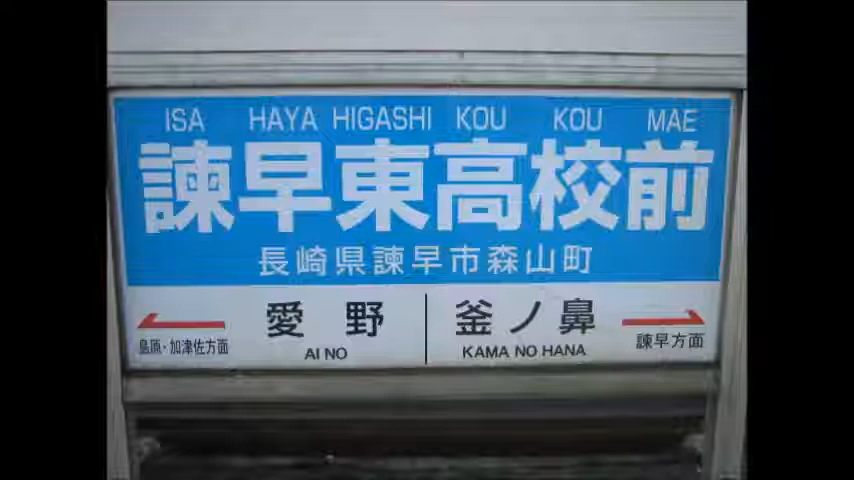 ISA HAYA HIGASHI KOU KOU MAE
諫早東高校前
長崎県諫早市森山町
愛野 釜ノ鼻
AI NO KAMA NO HANA
島原・加津佐方面 諫早方面